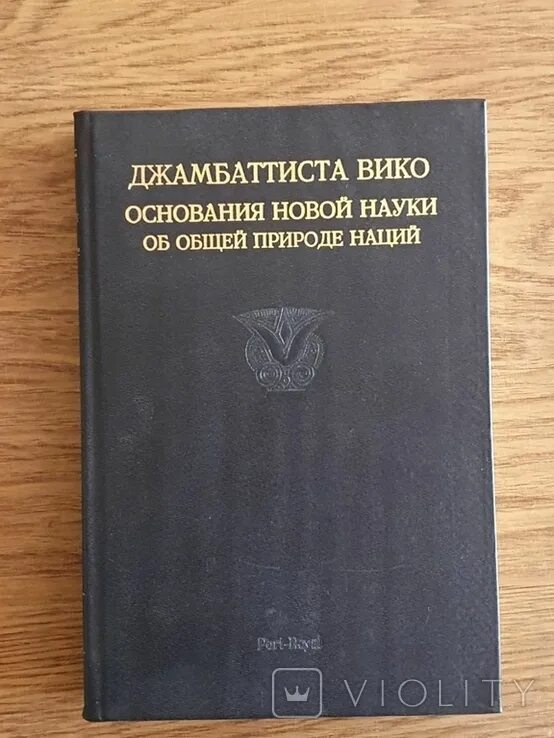 ДЖАМБАТТИСТА ВИКО
ОСНОВАНИЯ НОВОЙ НАУКИ
ОБ ОБЩЕЙ ПРИРОДЕ НАЦИЙ
Port-Royal
VIOLITY